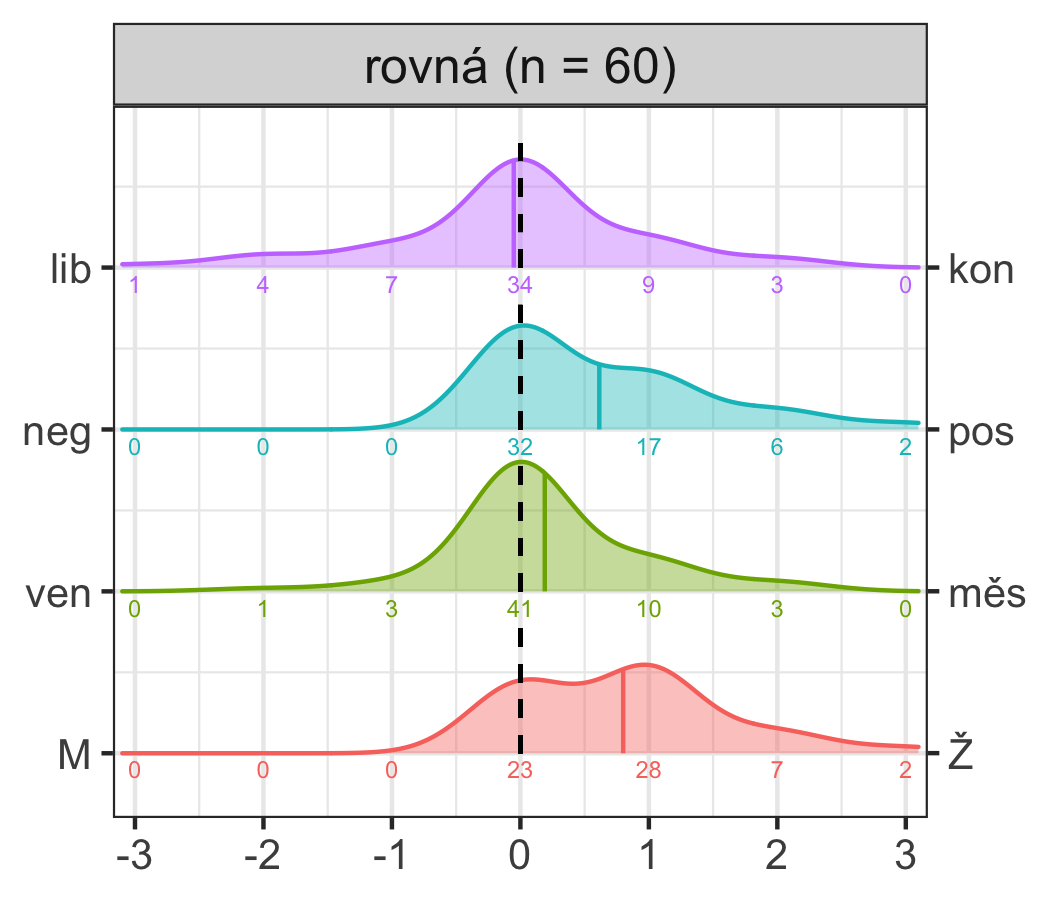 rovná (n = 60)
lib kon
1 4 7 34 9 3 0
neg pos
0 0 0 32 17 6 2
ven měs
0 1 3 41 10 3 0
M Ž
0 0 0 23 28 7 2
-3 -2 -1 0 1 2 3